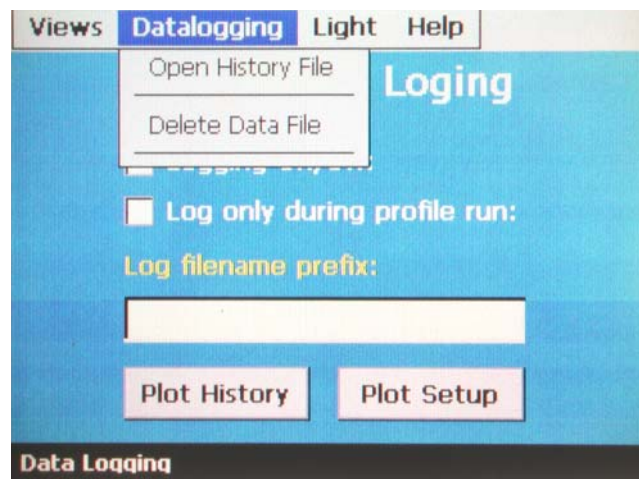 Views Datalogging Light Help
Open History File
Loging
Delete Data File
Log only during profile run:
Log filename prefix:
Plot History Plot Setup
Data Logging